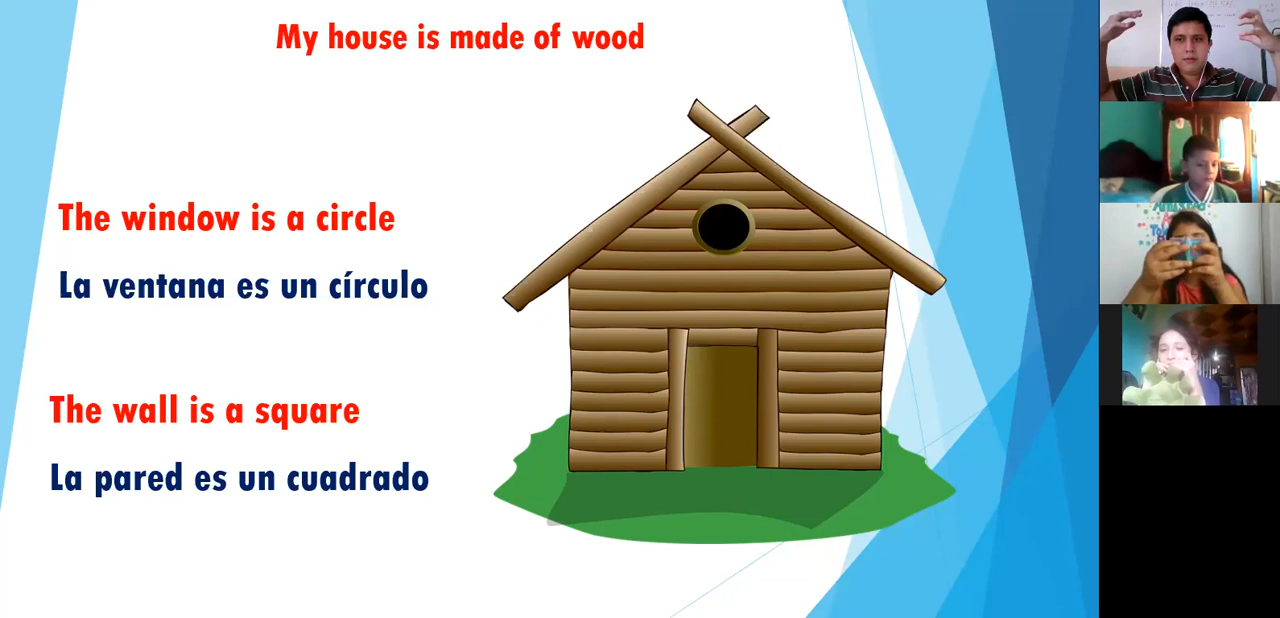 My house is made of wood
The window is a circle
La ventana es un círculo
The wall is a square
La pared es un cuadrado